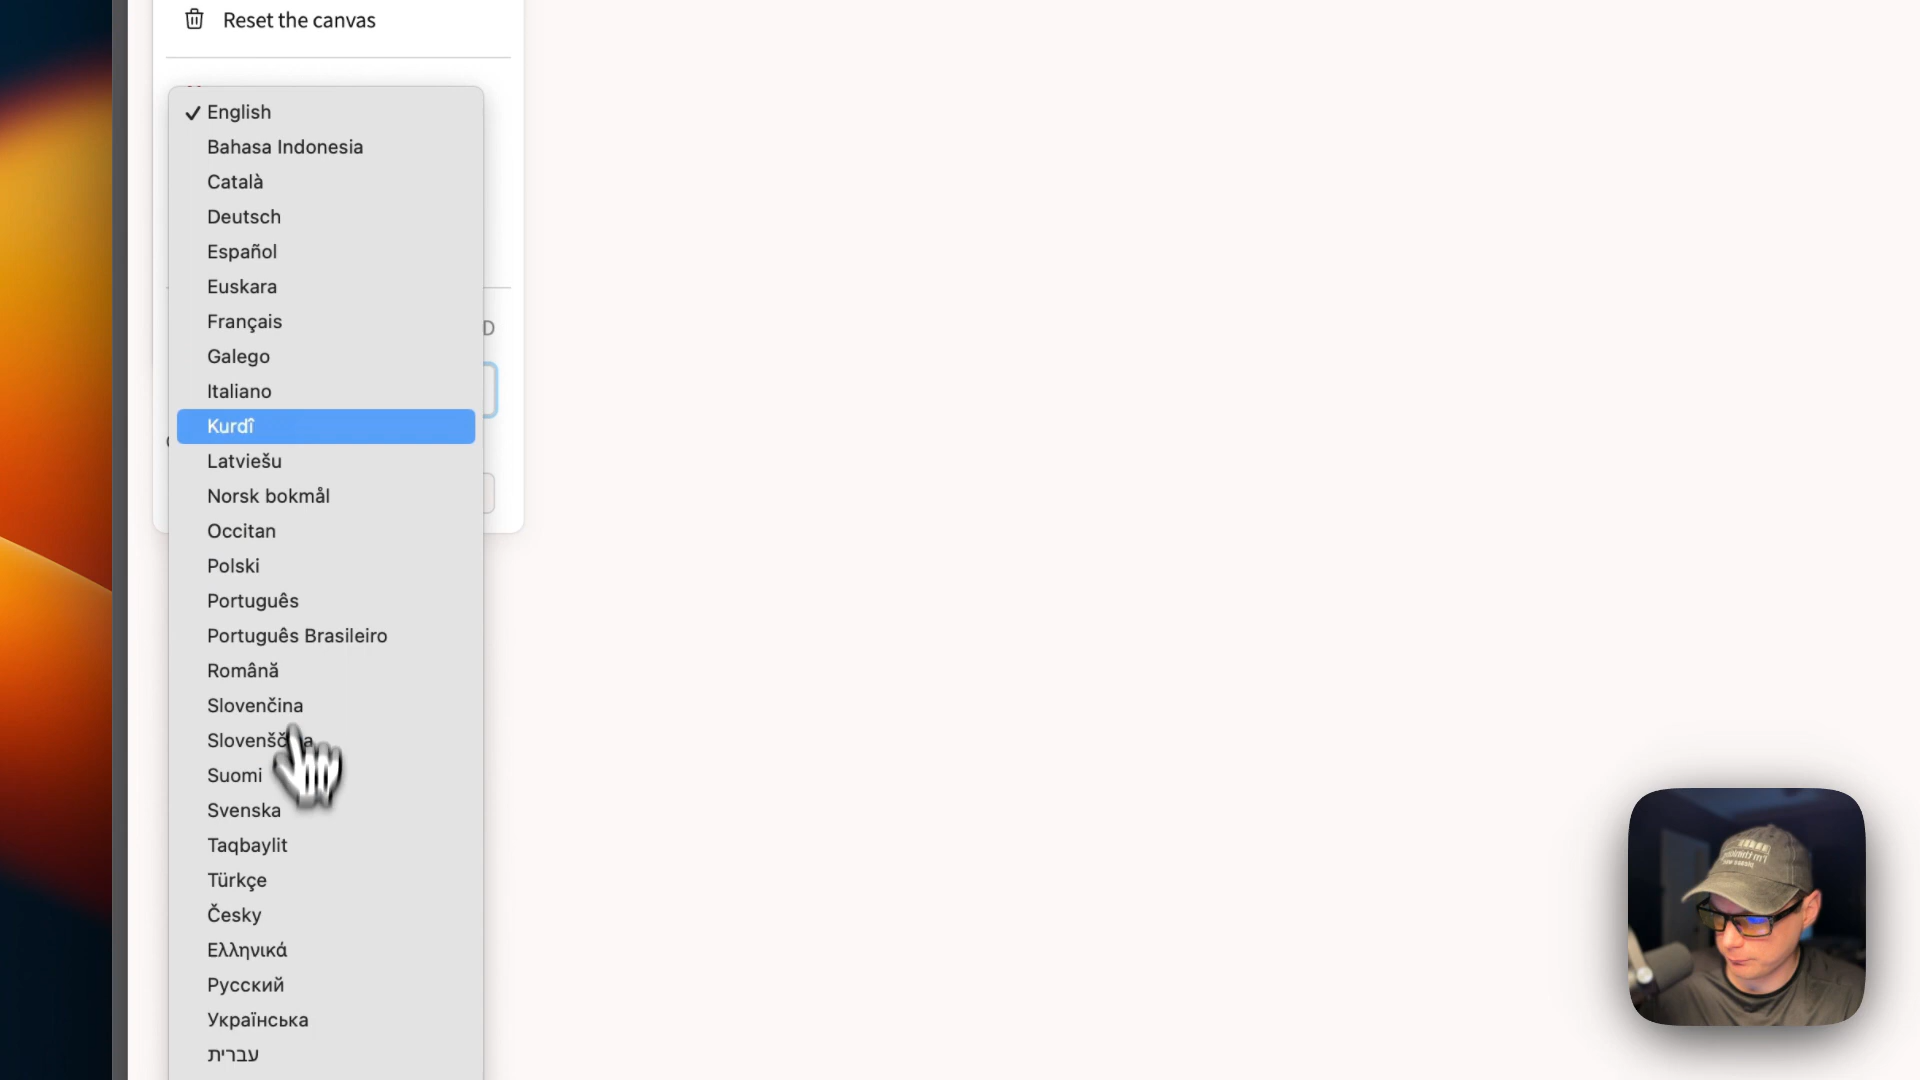 Reset the canvas
✓ English
Bahasa Indonesia
Català
Deutsch
Español
Euskara
Français
D
Galego
Italiano
Kurdî
Latviešu
Norsk bokmål
Occitan
Polski
Português
Português Brasileiro
Română
Slovenčina
Suomi
Svenska
Taqbaylit
Türkçe
Česky
Ελληνικά
Русский
Українська
עברית